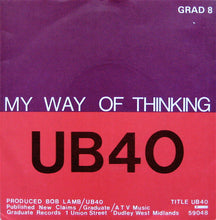 GRAD 8
MY WAY OF THINKING
UB40
PRODUCED BOB LAMB/UB40 TITLE UB40
Published New Claims / Graduate / ATV Music
Graduate Records 1 Union Street Dudley West Midlands 59048